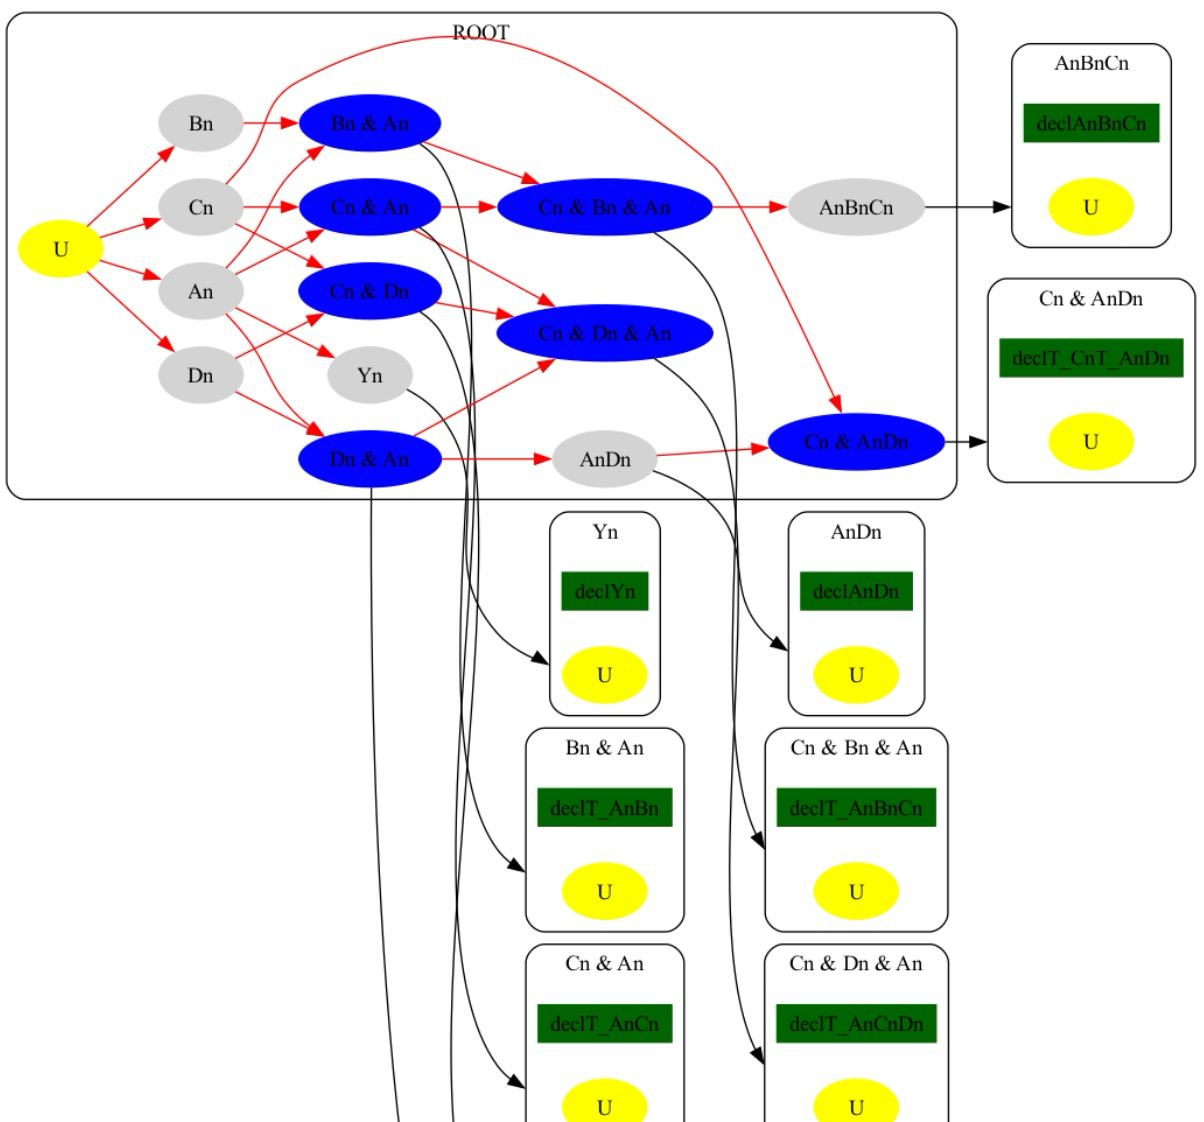 ROOT
U
Bn
Cn
An
Dn
Bn & An
Cn & An
Cn & Dn
Yn
Dn & An
Cn & Bn & An
Cn & Dn & An
AnDn
AnBnCn
Cn & AnDn
AnBnCn
declAnBnCn
U
Cn & AnDn
declT_CnT_AnDn
U
Yn
declYn
U
AnDn
declAnDn
U
Bn & An
declT_AnBn
U
Cn & Bn & An
declT_AnBnCn
U
Cn & An
declT_AnCn
U
Cn & Dn & An
declT_AnCnDn
U